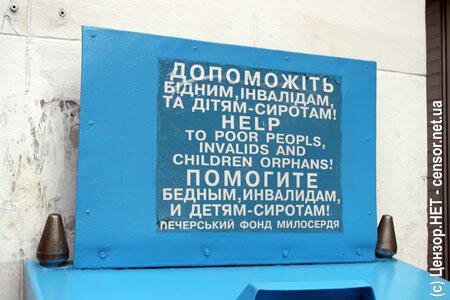 ДОПОМОЖІТЬ
БІДНИМ, ІНВАЛІДАМ,
ТА ДІТЯМ-СИРОТАМ!
HELP
TO POOR PEOPLS,
INVALIDS AND
CHILDREN ORPHANS!
ПОМОГИТЕ
БЕДНЫМ, ИНВАЛИДАМ,
И ДЕТЯМ-СИРОТАМ!
ПЕЧЕРСЬКИЙ ФОНД МИЛОСЕРДЯ
(c) Цензор.НЕТ - censor.net.ua